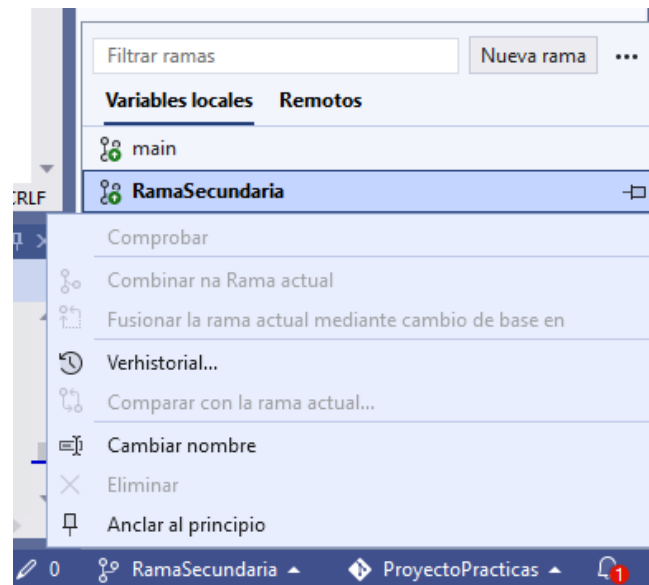 Filtrar ramas
Nueva rama
Variables locales Remotos
main
RamaSecundaria
CRLF
Comprobar
Combinar na Rama actual
Fusionar la rama actual mediante cambio de base en
Verhistorial...
Comparar con la rama actual...
Cambiar nombre
Eliminar
Anclar al principio
0 RamaSecundaria ProyectoPracticas 1